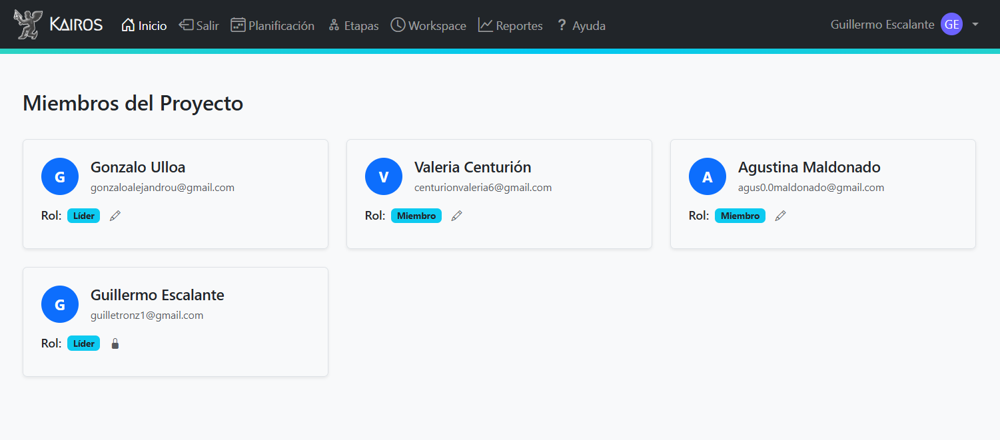 KAIROS Inicio Salir Planificación Etapas Workspace Reportes ? Ayuda Guillermo Escalante GE
Miembros del Proyecto
G Gonzalo Ulloa
gonzaloalejandrou@gmail.com
Rol: Líder
V Valeria Centurión
centurionvaleria6@gmail.com
Rol: Miembro
A Agustina Maldonado
agus0.0maldonado@gmail.com
Rol: Miembro
G Guillermo Escalante
guilletronz1@gmail.com
Rol: Líder